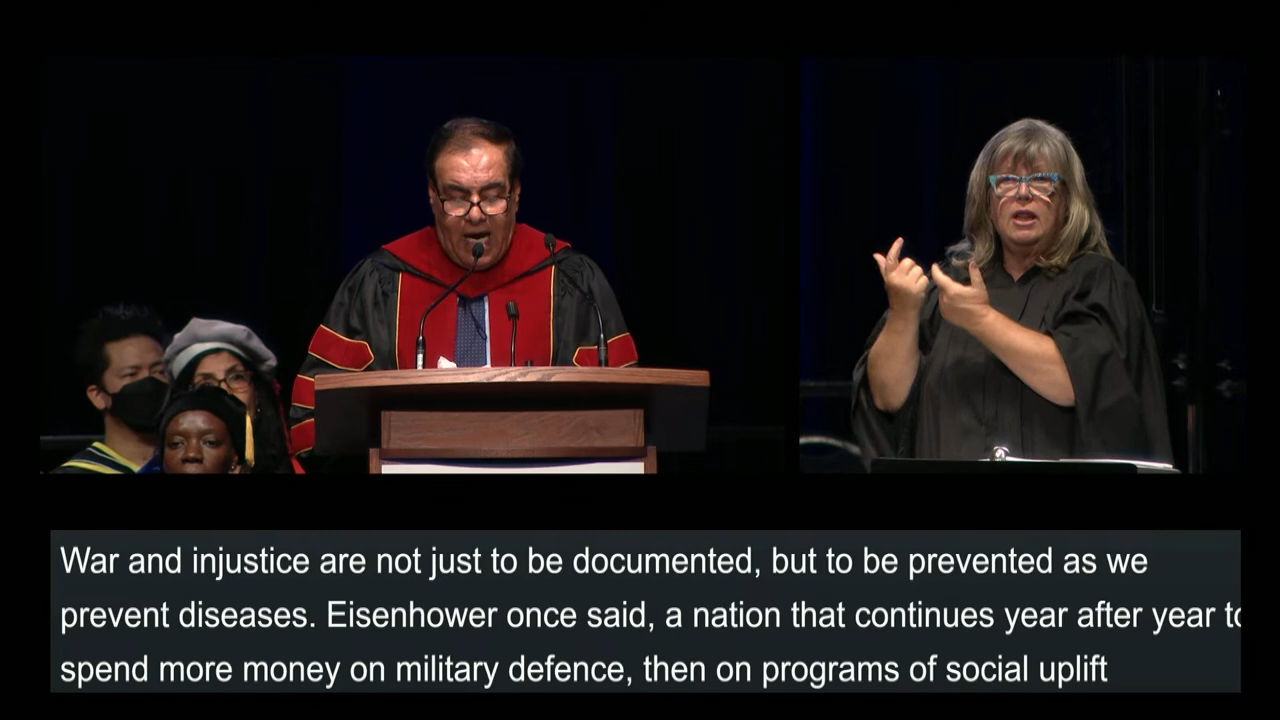 War and injustice are not just to be documented, but to be prevented as we
prevent diseases. Eisenhower once said, a nation that continues year after year to
spend more money on military defence, then on programs of social uplift